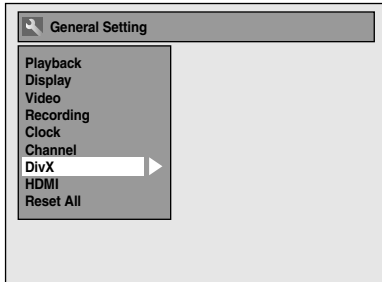 General Setting
Playback
Display
Video
Recording
Clock
Channel
DivX
HDMI
Reset All